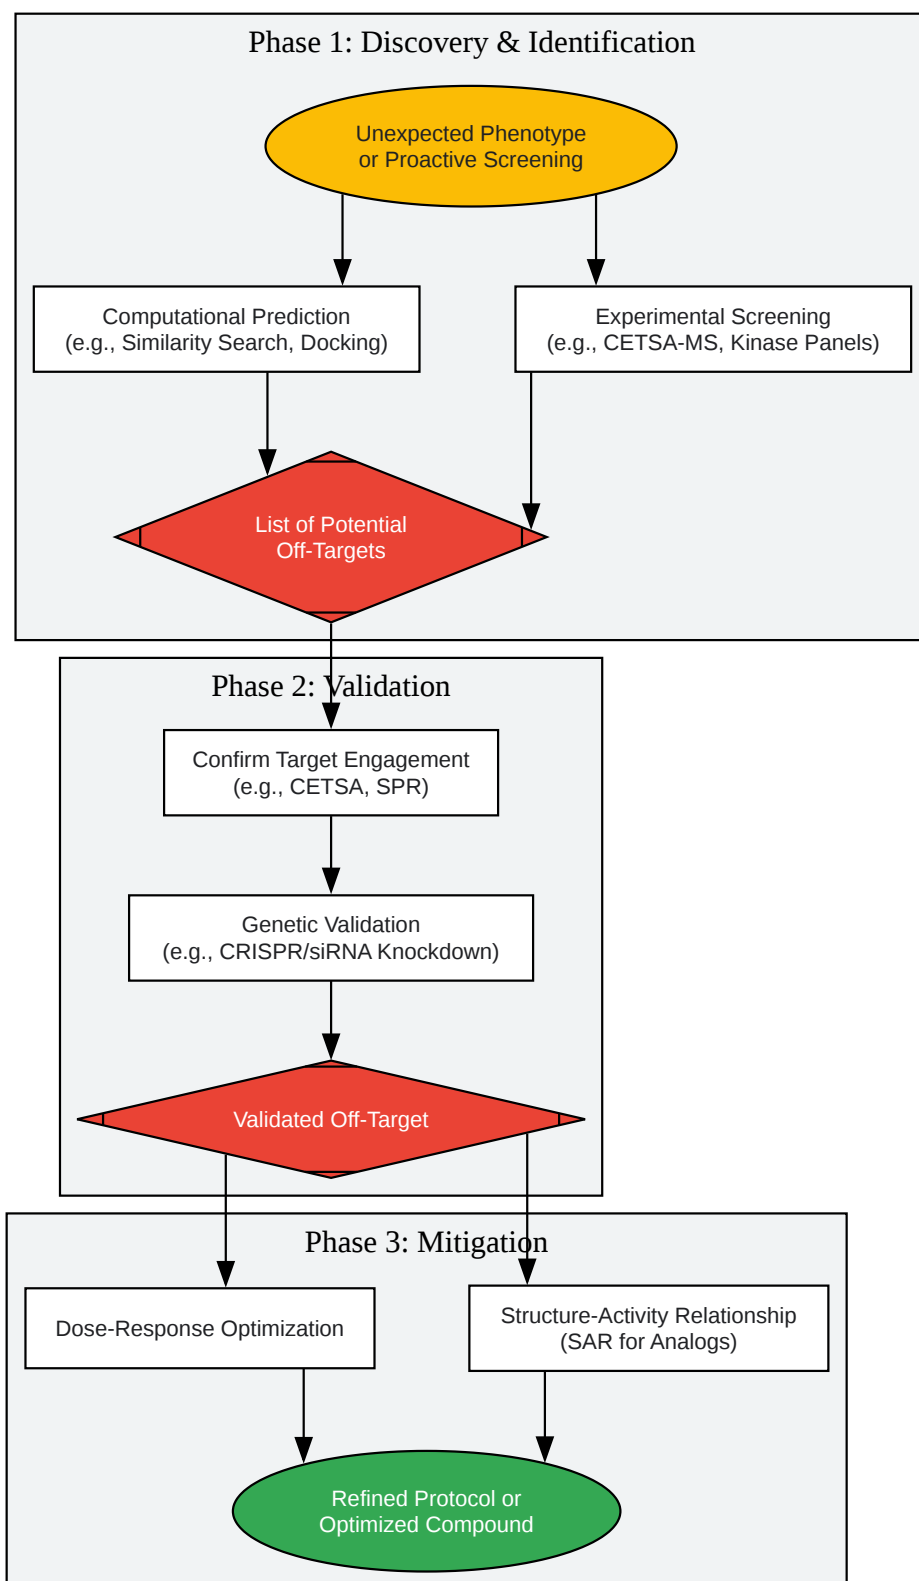 Phase 1: Discovery & Identification
Unexpected Phenotype
or Proactive Screening
Computational Prediction
(e.g., Similarity Search, Docking)
Experimental Screening
(e.g., CETSA-MS, Kinase Panels)
List of Potential
Off-Targets
Phase 2: Validation
Confirm Target Engagement
(e.g., CETSA, SPR)
Genetic Validation
(e.g., CRISPR/siRNA Knockdown)
Validated Off-Target
Phase 3: Mitigation
Dose-Response Optimization
Structure-Activity Relationship
(SAR for Analogs)
Refined Protocol or
Optimized Compound